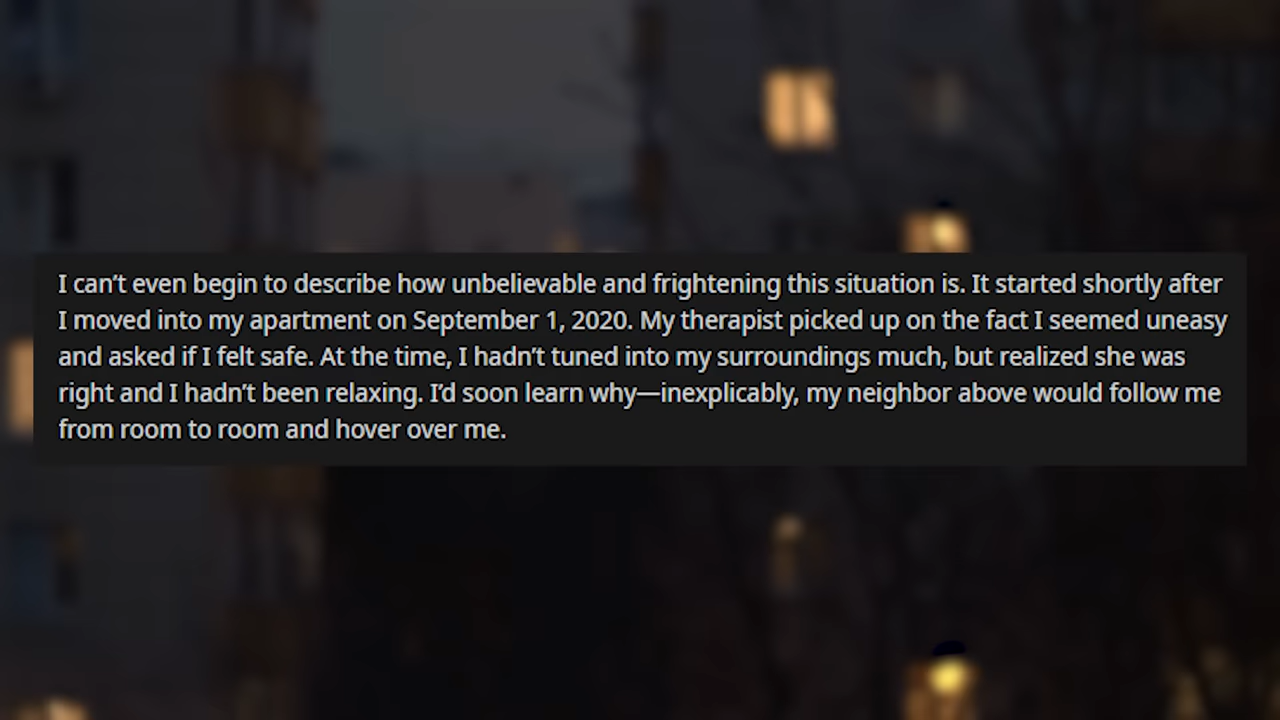 I can’t even begin to describe how unbelievable and frightening this situation is. It started shortly after
I moved into my apartment on September 1, 2020. My therapist picked up on the fact I seemed uneasy
and asked if I felt safe. At the time, I hadn’t tuned into my surroundings much, but realized she was
right and I hadn’t been relaxing. I’d soon learn why—inexplicably, my neighbor above would follow me
from room to room and hover over me.